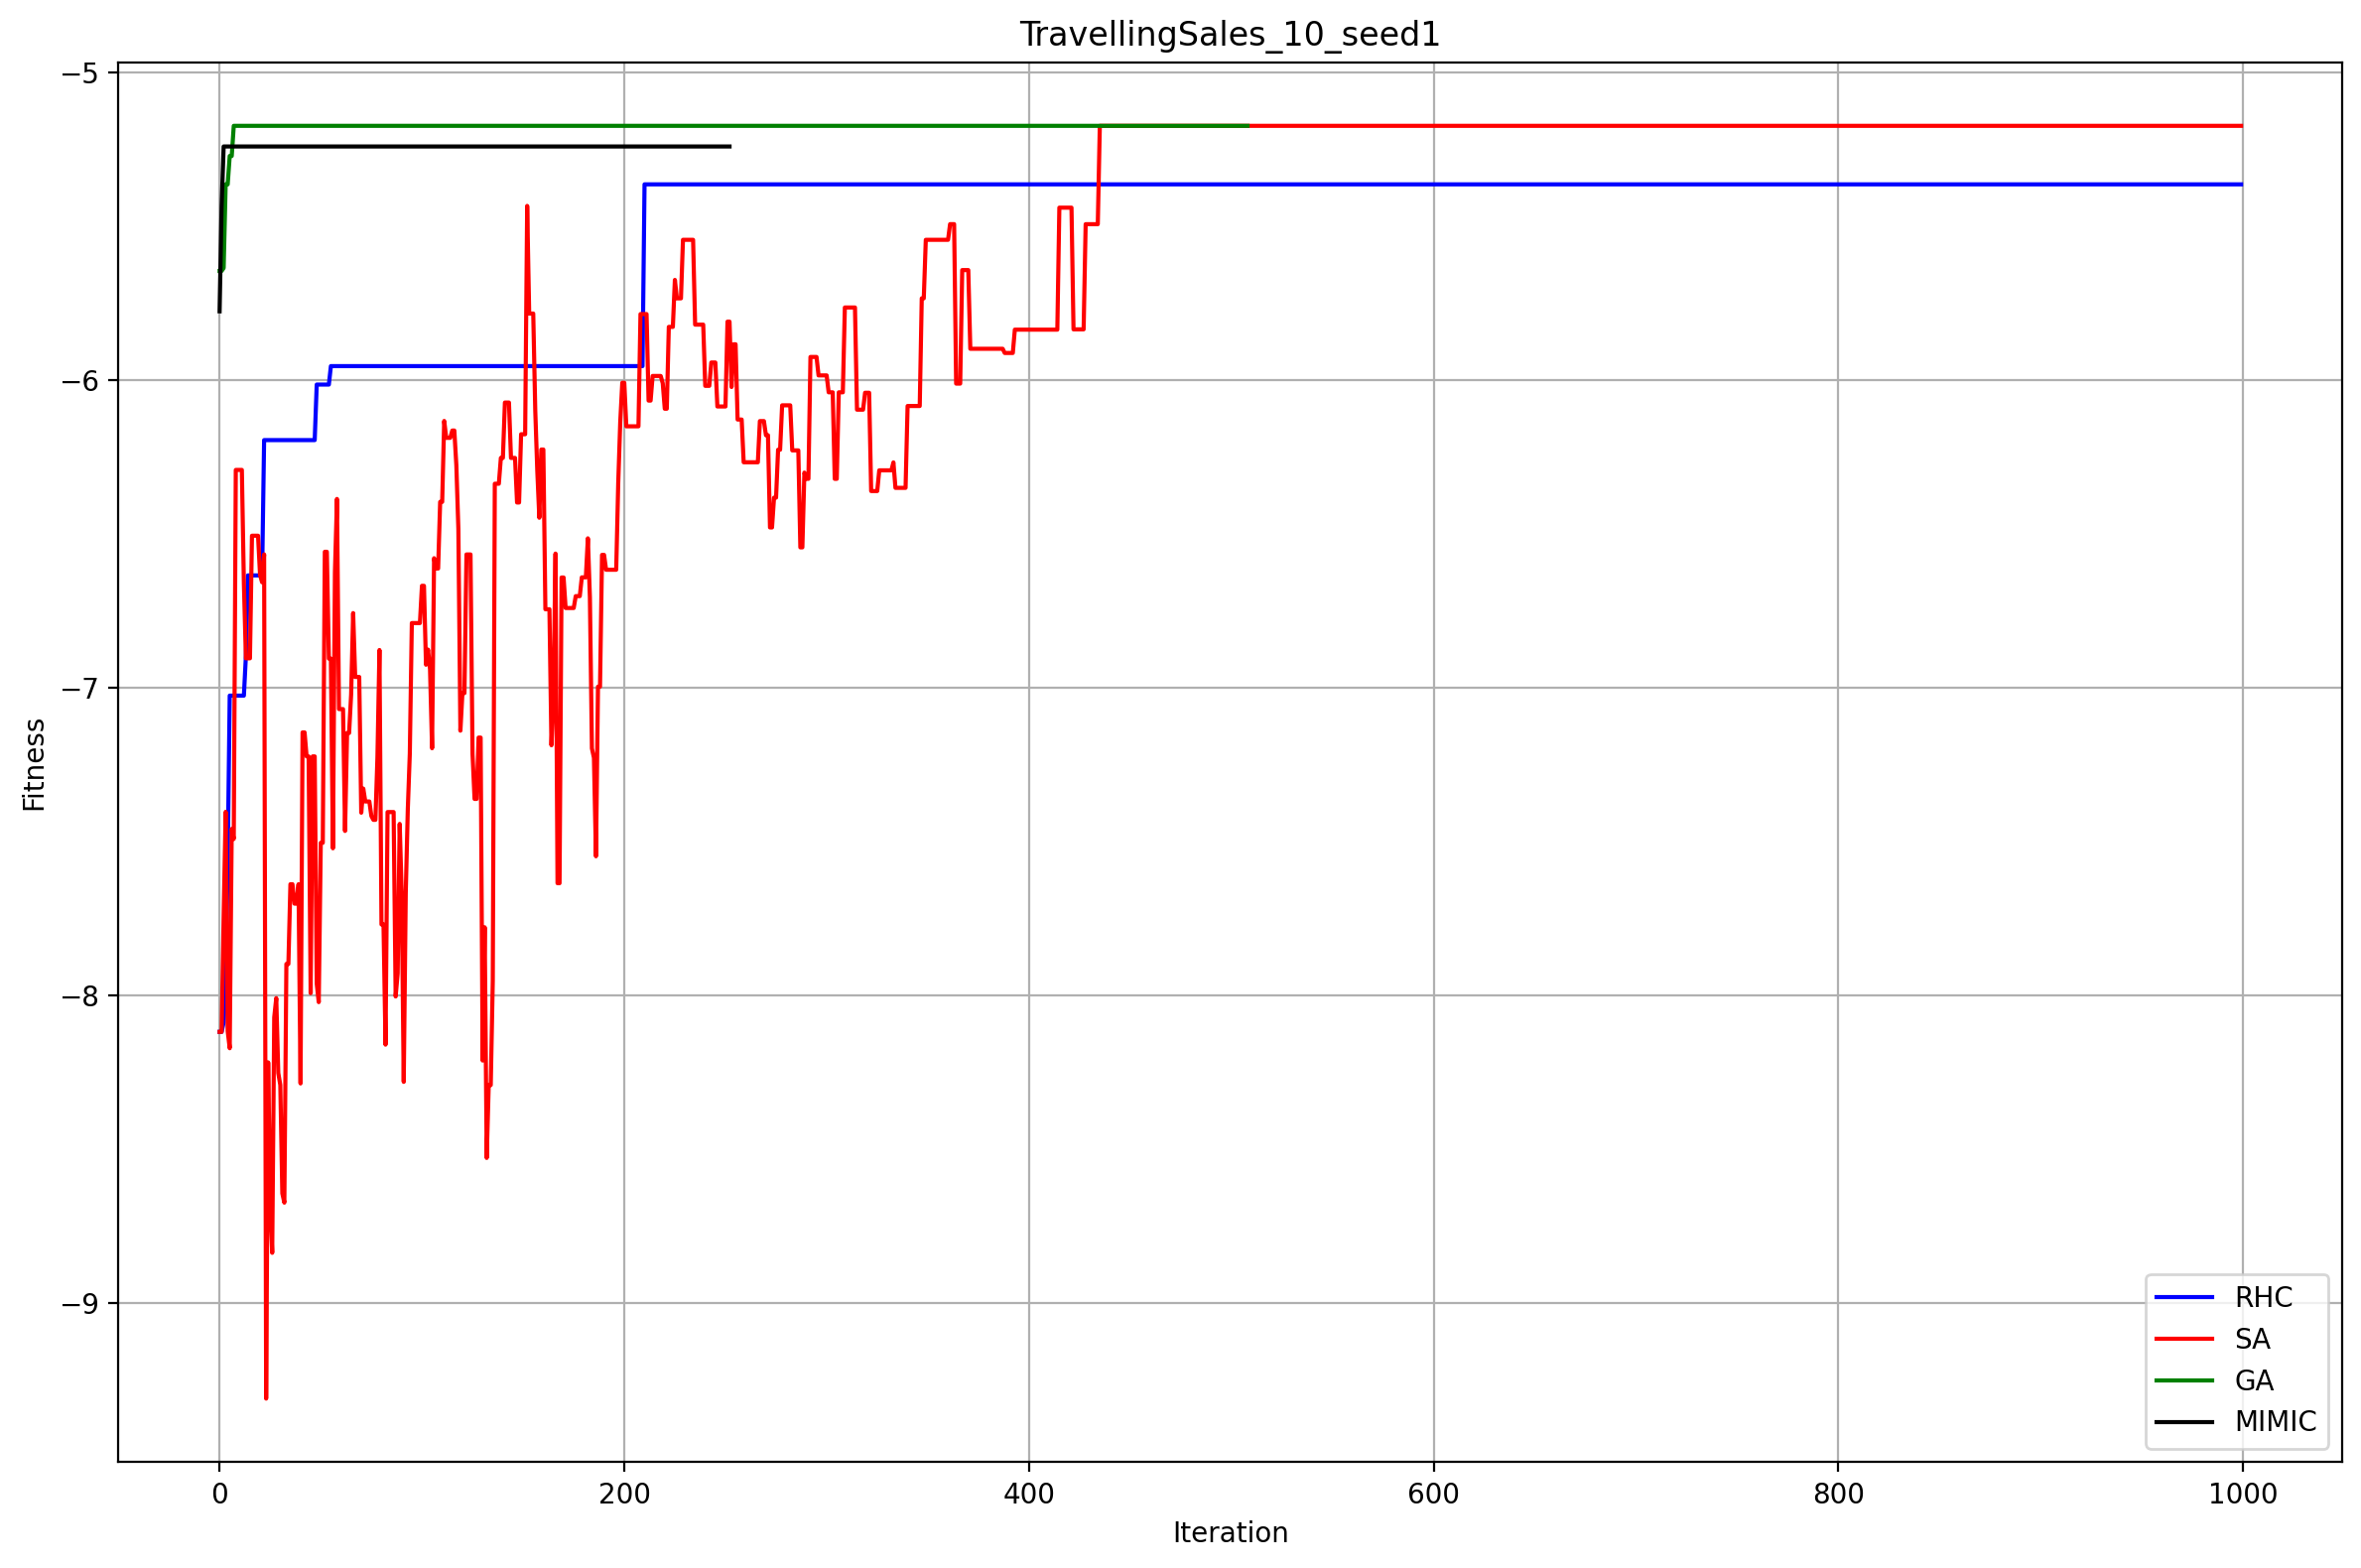 TravellingSales_10_seed1
−5
−6
−7
−8
−9
Fitness
0 200 400 600 800 1000
Iteration
RHC
SA
GA
MIMIC